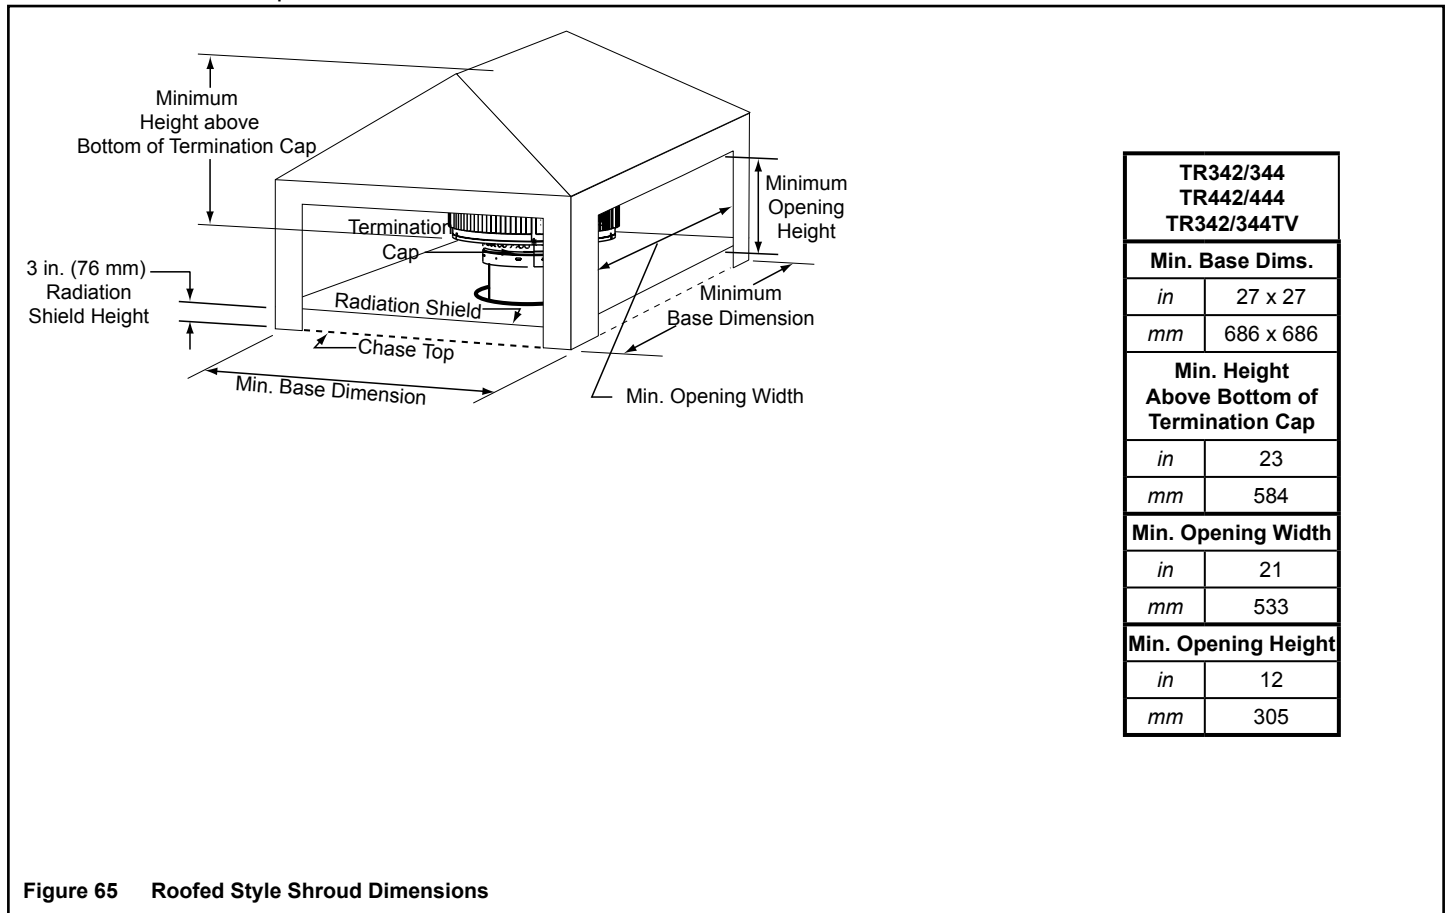 Minimum
Height above
Bottom of Termination Cap
3 in. (76 mm)
Radiation
Shield Height
Termination
Cap
Radiation Shield
Chase Top
Min. Base Dimension
Minimum
Opening
Height
Minimum
Base Dimension
Min. Opening Width
TR342/344
TR442/444
TR342/344TV
Min. Base Dims.
in 27 x 27
mm 686 x 686
Min. Height
Above Bottom of
Termination Cap
in 23
mm 584
Min. Opening Width
in 21
mm 533
Min. Opening Height
in 12
mm 305
Figure 65 Roofed Style Shroud Dimensions